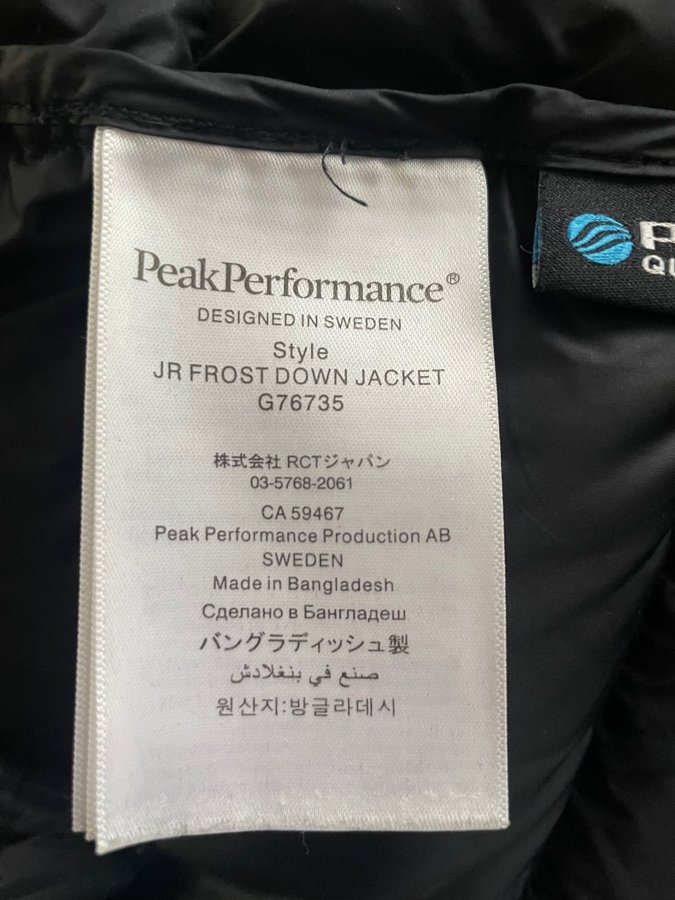 PeakPerformance®
DESIGNED IN SWEDEN
Style
JR FROST DOWN JACKET
G76735
株式会社 RCTジャパン
03-5768-2061
CA 59467
Peak Performance Production AB
SWEDEN
Made in Bangladesh
Сделано в Бангладеш
バングラディッシュ製
صنع في بنغلادش
원산지:방글라데시